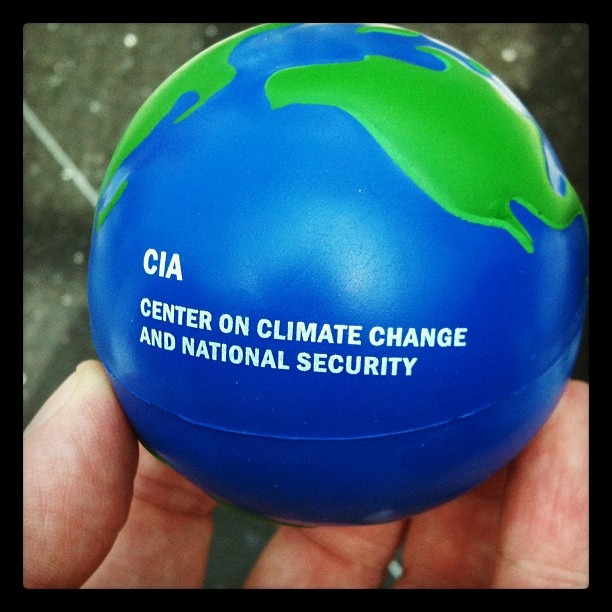 CIA
CENTER ON CLIMATE CHANGE
AND NATIONAL SECURITY